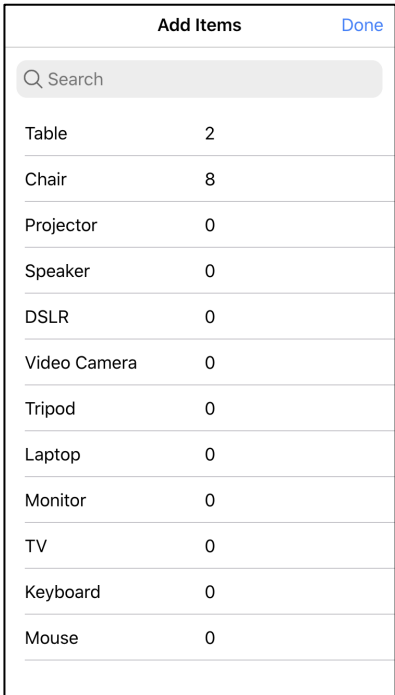 Add Items Done
Search
Table 2
Chair 8
Projector 0
Speaker 0
DSLR 0
Video Camera 0
Tripod 0
Laptop 0
Monitor 0
TV 0
Keyboard 0
Mouse 0